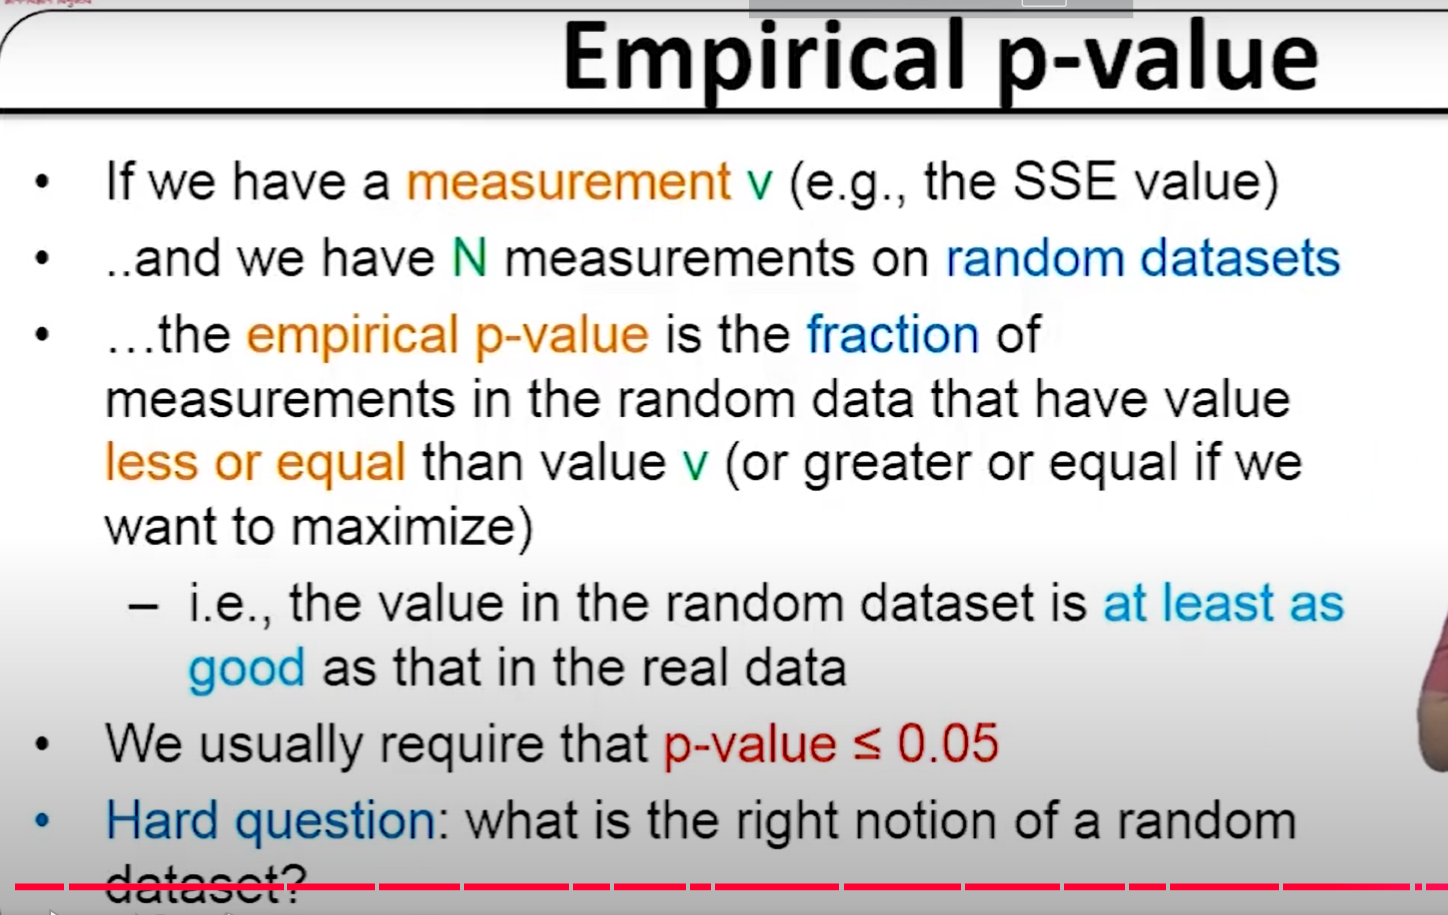 Empirical p-value
• If we have a measurement v (e.g., the SSE value)
• ..and we have N measurements on random datasets
• …the empirical p-value is the fraction of
measurements in the random data that have value
less or equal than value v (or greater or equal if we
want to maximize)
– i.e., the value in the random dataset is at least as
good as that in the real data
• We usually require that p-value ≤ 0.05
• Hard question: what is the right notion of a random
dataset?